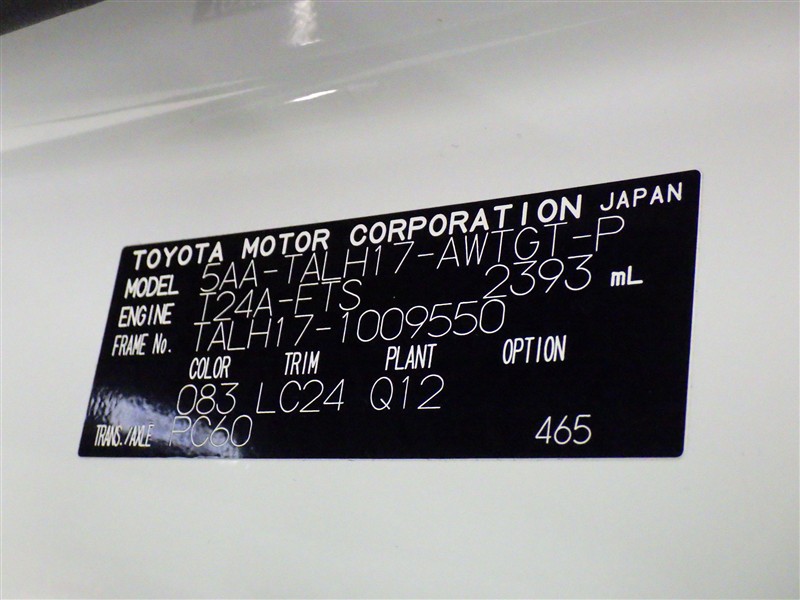 TOYOTA MOTOR CORPORATION JAPAN
MODEL 5AA-TALH17-AWTGT-P
ENGINE T24A-FTS 2393 mL
FRAME No. TALH17-1009550
COLOR TRIM PLANT OPTION
083 LC24 Q12
TRANS./AXLE PC60 465